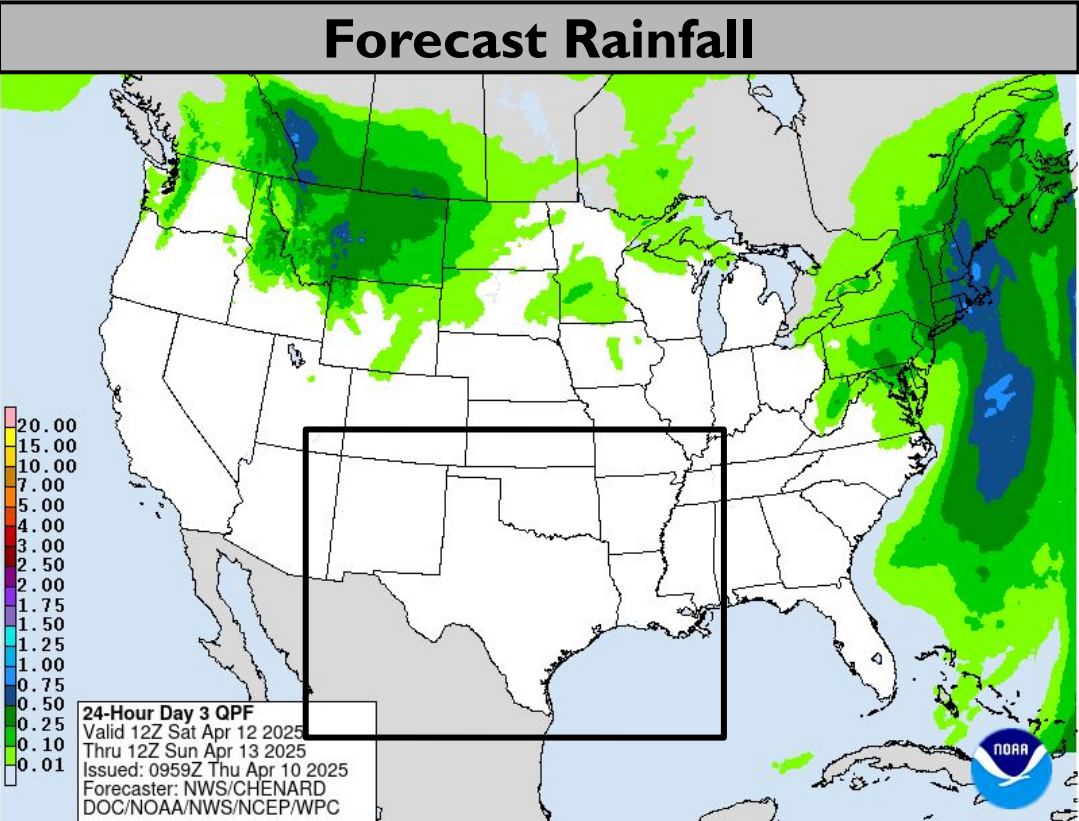 Forecast Rainfall
20.00
15.00
10.00
7.00
5.00
4.00
3.00
2.50
2.00
1.75
1.50
1.25
1.00
0.75
0.50
0.25
0.10
0.01
24-Hour Day 3 QPF
Valid 12Z Sat Apr 12 2025
Thru 12Z Sun Apr 13 2025
Issued: 0959Z Thu Apr 10 2025
Forecaster: NWS/CHENARD
DOC/NOAA/NWS/NCEP/WPC
NOAA